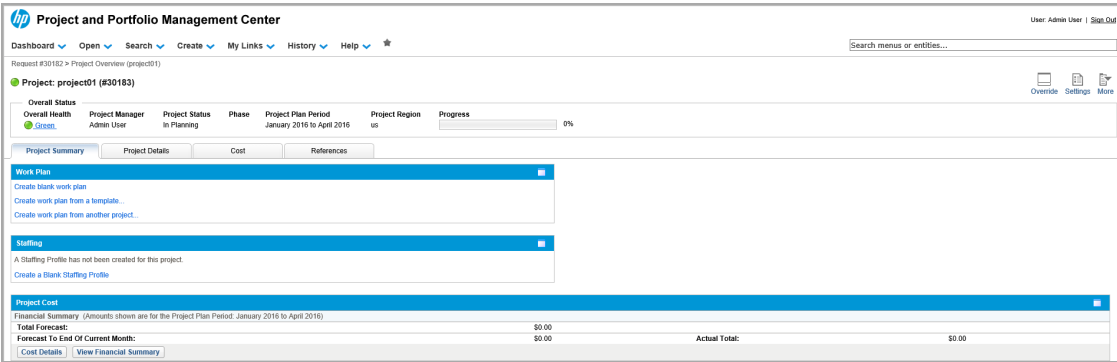 hp Project and Portfolio Management Center
User: Admin User | Sign Out
Dashboard Open Search Create My Links History Help Search menus or entities...
Request #30182 > Project Overview (project01)
Project: project01 (#30183)
Override Settings More
Overall Status
Overall Health Project Manager Project Status Phase Project Plan Period Project Region Progress
Green Admin User In Planning January 2016 to April 2016 us 0%
Project Summary Project Details Cost References
Work Plan
Create blank work plan
Create work plan from a template...
Create work plan from another project...
Staffing
A Staffing Profile has not been created for this project.
Create a Blank Staffing Profile
Project Cost
Financial Summary (Amounts shown are for the Project Plan Period: January 2016 to April 2016)
Total Forecast: $0.00
Forecast To End Of Current Month: $0.00 Actual Total: $0.00
Cost Details View Financial Summary